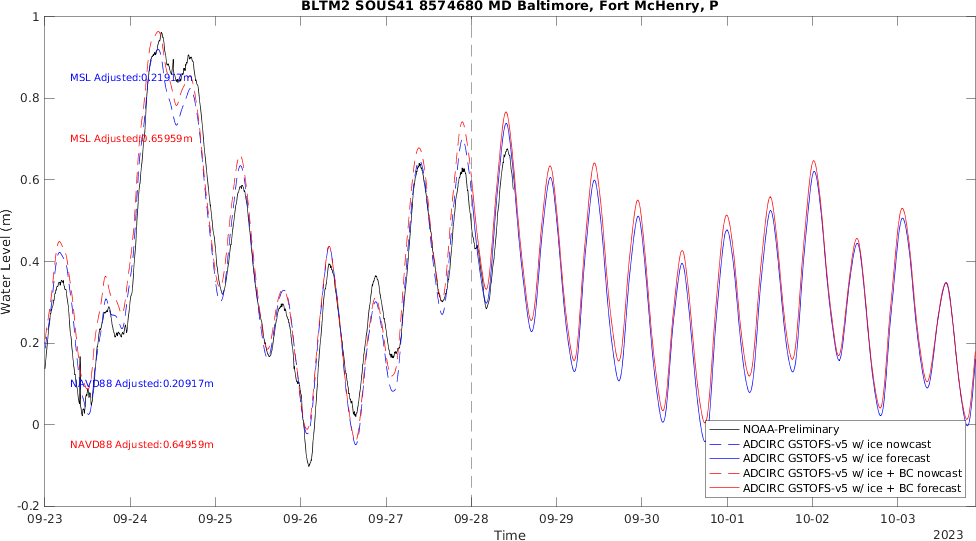 BLTM2 SOUS41 8574680 MD Baltimore, Fort McHenry, P
1
0.8
0.6
0.4
0.2
0
-0.2
Water Level (m)
MSL Adjusted:0.21917m
MSL Adjusted:0.65959m
NAVD88 Adjusted:0.20917m
NAVD88 Adjusted:0.64959m
NOAA-Preliminary
ADCIRC GSTOFS-v5 w/ ice nowcast
ADCIRC GSTOFS-v5 w/ ice forecast
ADCIRC GSTOFS-v5 w/ ice + BC nowcast
ADCIRC GSTOFS-v5 w/ ice + BC forecast
09-23 09-24 09-25 09-26 09-27 09-28 09-29 09-30 10-01 10-02 10-03
Time
2023